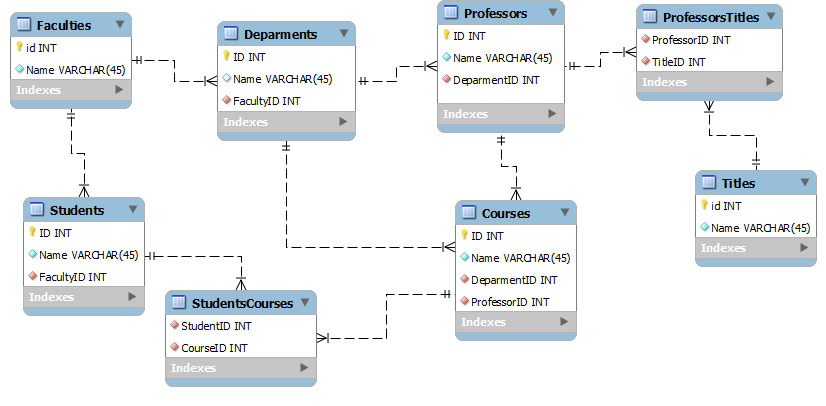 Faculties
id INT
Name VARCHAR(45)
Indexes
Deparments
ID INT
Name VARCHAR(45)
FacultyID INT
Indexes
Professors
ID INT
Name VARCHAR(45)
DeparmentID INT
Indexes
ProfessorsTitles
ProfessorID INT
TitleID INT
Indexes
Students
ID INT
Name VARCHAR(45)
FacultyID INT
Indexes
StudentsCourses
StudentID INT
CourseID INT
Indexes
Courses
ID INT
Name VARCHAR(45)
DeparmentID INT
ProfessorID INT
Indexes
Titles
id INT
Name VARCHAR(45)
Indexes